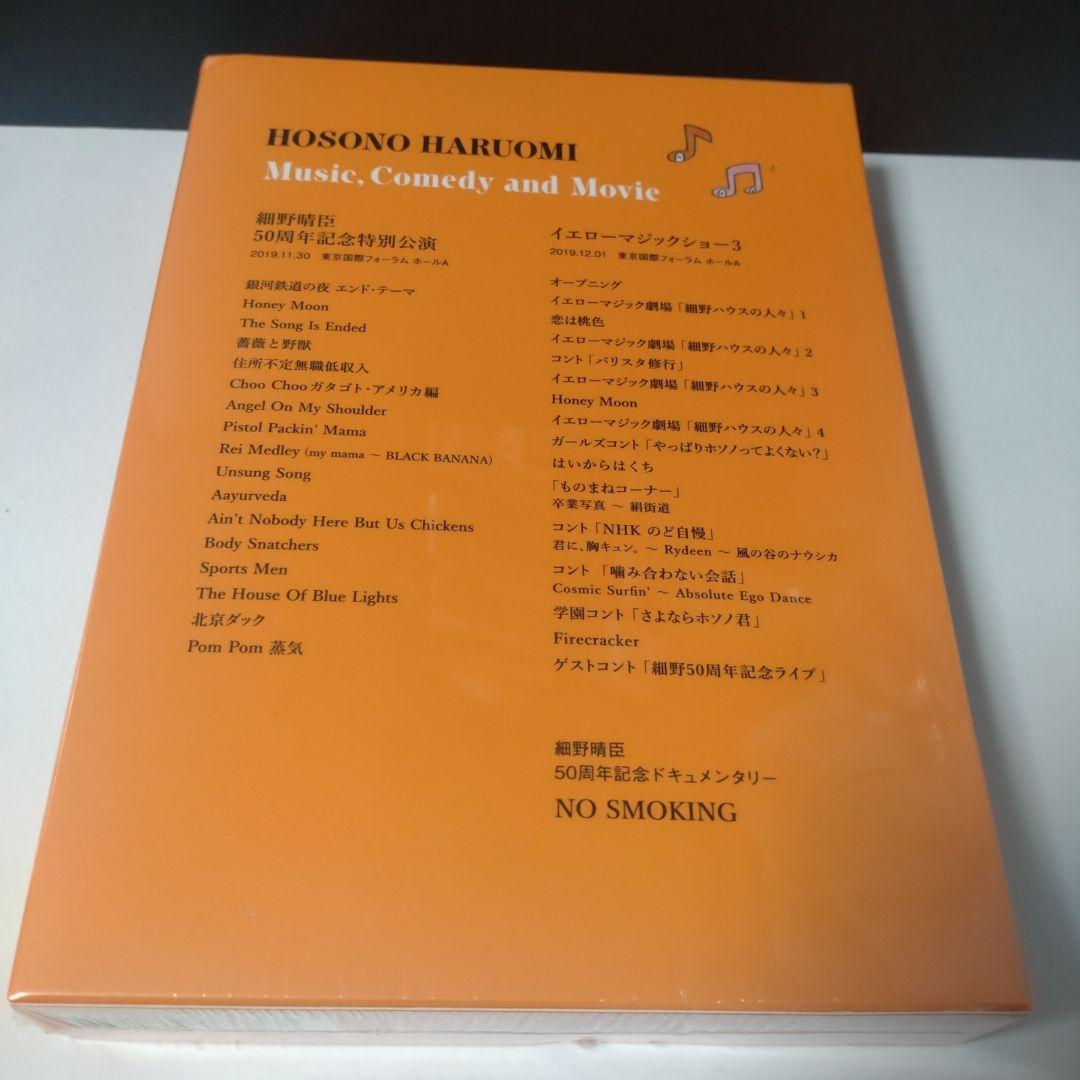 HOSONO HARUOMI
Music, Comedy and Movie
細野晴臣
50周年記念特別公演
2019.11.30 東京国際フォーラム ホールA
銀河鉄道の夜 エンド・テーマ
Honey Moon
The Song Is Ended
薔薇と野獣
住所不定無職低収入
Choo Choo ガタゴト・アメリカ編
Angel On My Shoulder
Pistol Packin' Mama
Rei Medley (my mama ～ BLACK BANANA)
Unsung Song
Aayurveda
Ain't Nobody Here But Us Chickens
Body Snatchers
Sports Men
The House Of Blue Lights
北京ダック
Pom Pom 蒸気
イエローマジックショー3
2019.12.01 東京国際フォーラム ホールA
オープニング
イエローマジック劇場「細野ハウスの人々」1
恋は桃色
イエローマジック劇場「細野ハウスの人々」2
コント「バリスタ修行」
イエローマジック劇場「細野ハウスの人々」3
Honey Moon
イエローマジック劇場「細野ハウスの人々」4
ガールズコント「やっぱりホソノってよくない?」
はいからはくち
「ものまねコーナー」
卒業写真 ～ 絹街道
コント「NHK のど自慢」
君に、胸キュン。 ～ Rydeen ～ 風の谷のナウシカ
コント 「噛み合わない会話」
Cosmic Surfin' ～ Absolute Ego Dance
学園コント「さよならホソノ君」
Firecracker
ゲストコント「細野50周年記念ライブ」
細野晴臣
50周年記念ドキュメンタリー
NO SMOKING